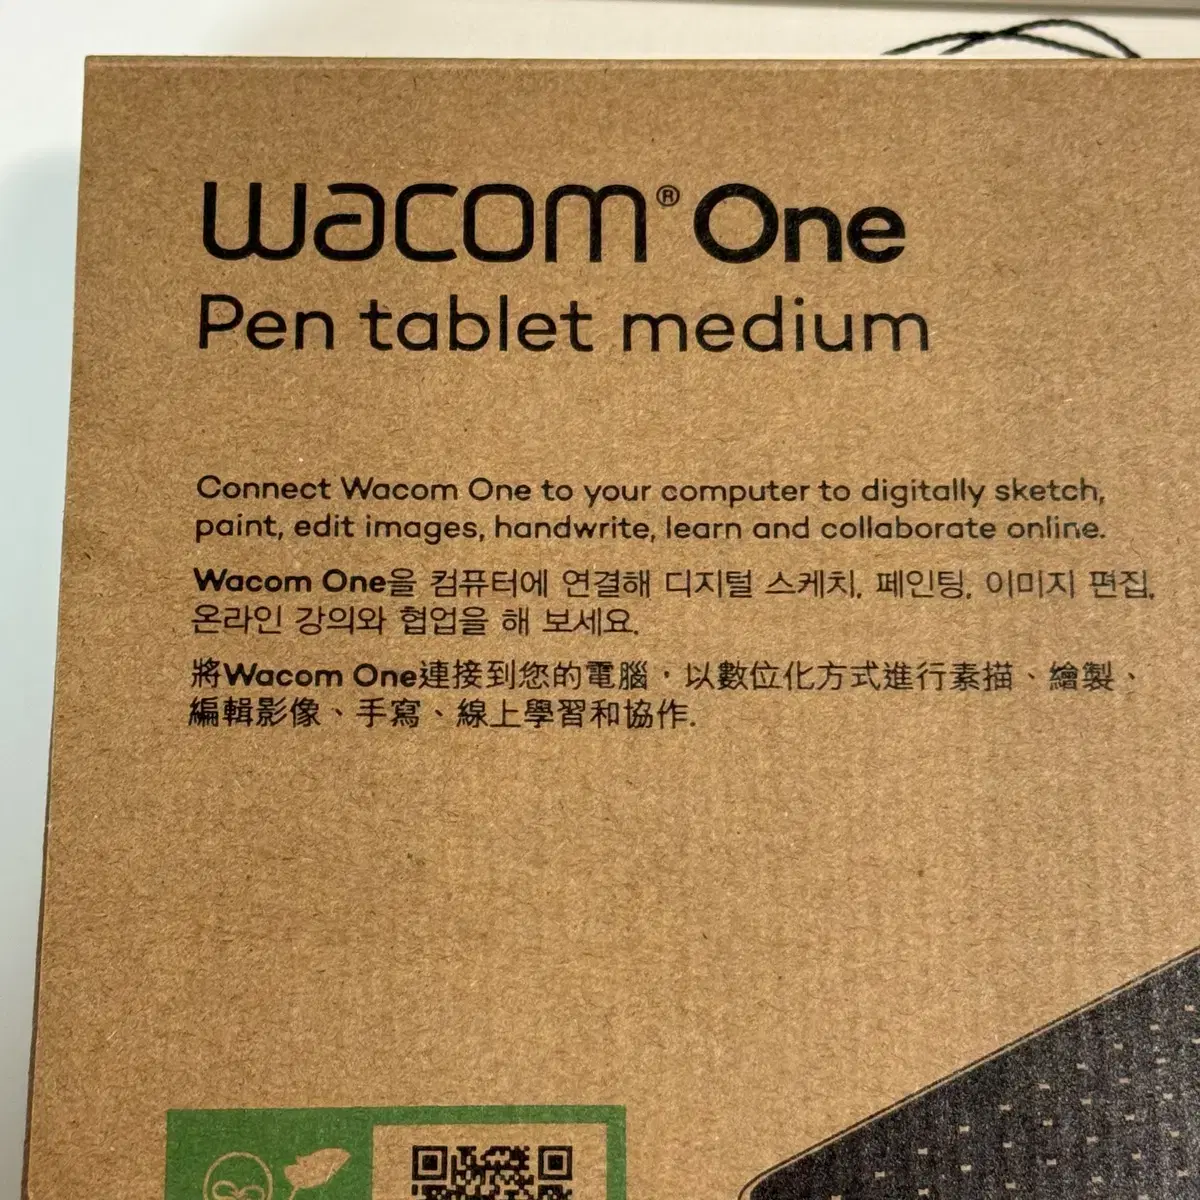 wacom® One
Pen tablet medium
Connect Wacom One to your computer to digitally sketch,
paint, edit images, handwrite, learn and collaborate online.
Wacom One을 컴퓨터에 연결해 디지털 스케치, 페인팅, 이미지 편집,
온라인 강의와 협업을 해 보세요.
將Wacom One連接到您的電腦，以數位化方式進行素描、繪製、
編輯影像、手寫、線上學習和協作.